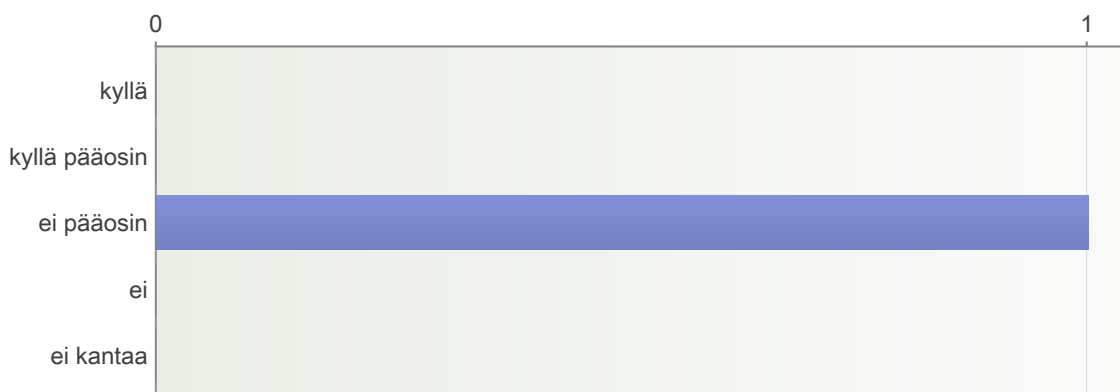 0 1
kyllä
kyllä pääosin
ei pääosin
ei
ei kantaa